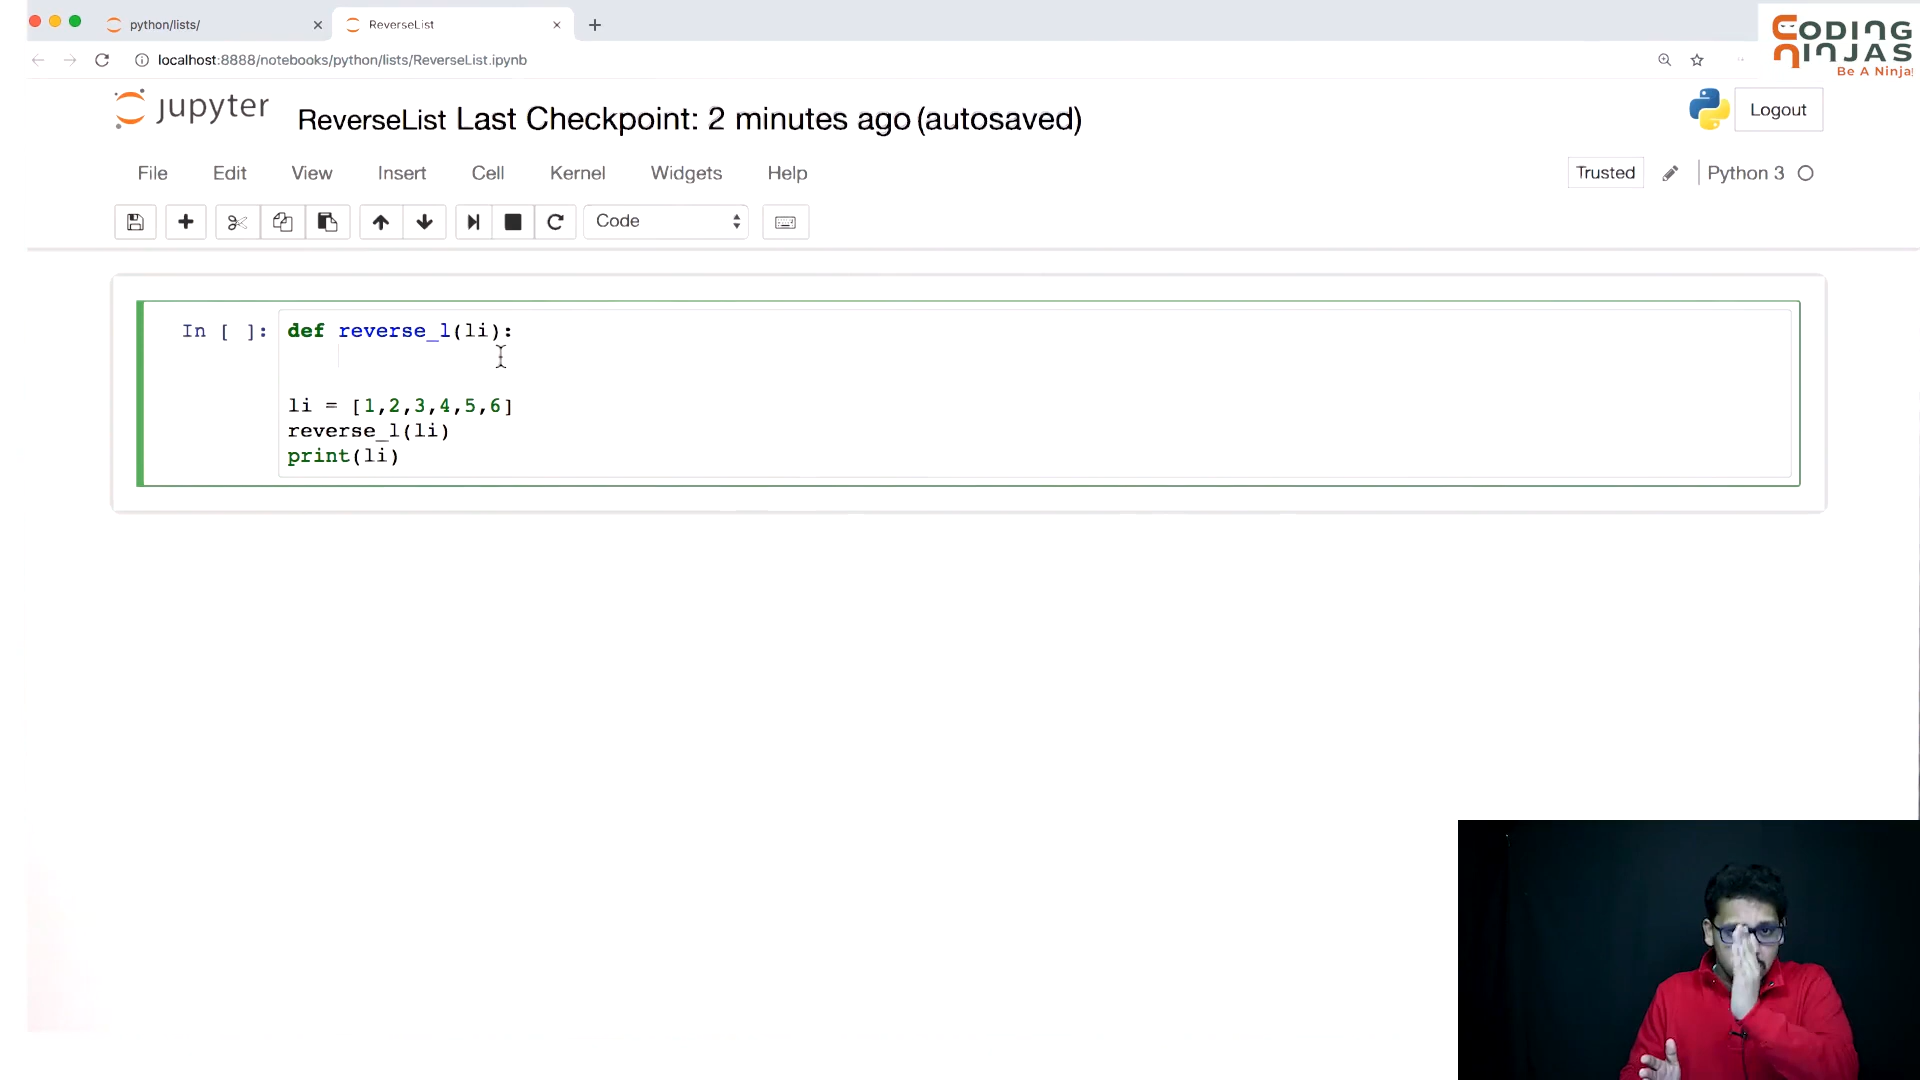 python/lists/
ReverseList
localhost:8888/notebooks/python/lists/ReverseList.ipynb
CODING
NINJAS
Be A Ninja!
jupyter
ReverseList Last Checkpoint: 2 minutes ago (autosaved)
Logout
File Edit View Insert Cell Kernel Widgets Help
Trusted
Python 3
Code
In [ ]: def reverse_l(li):
li = [1,2,3,4,5,6]
reverse_l(li)
print(li)